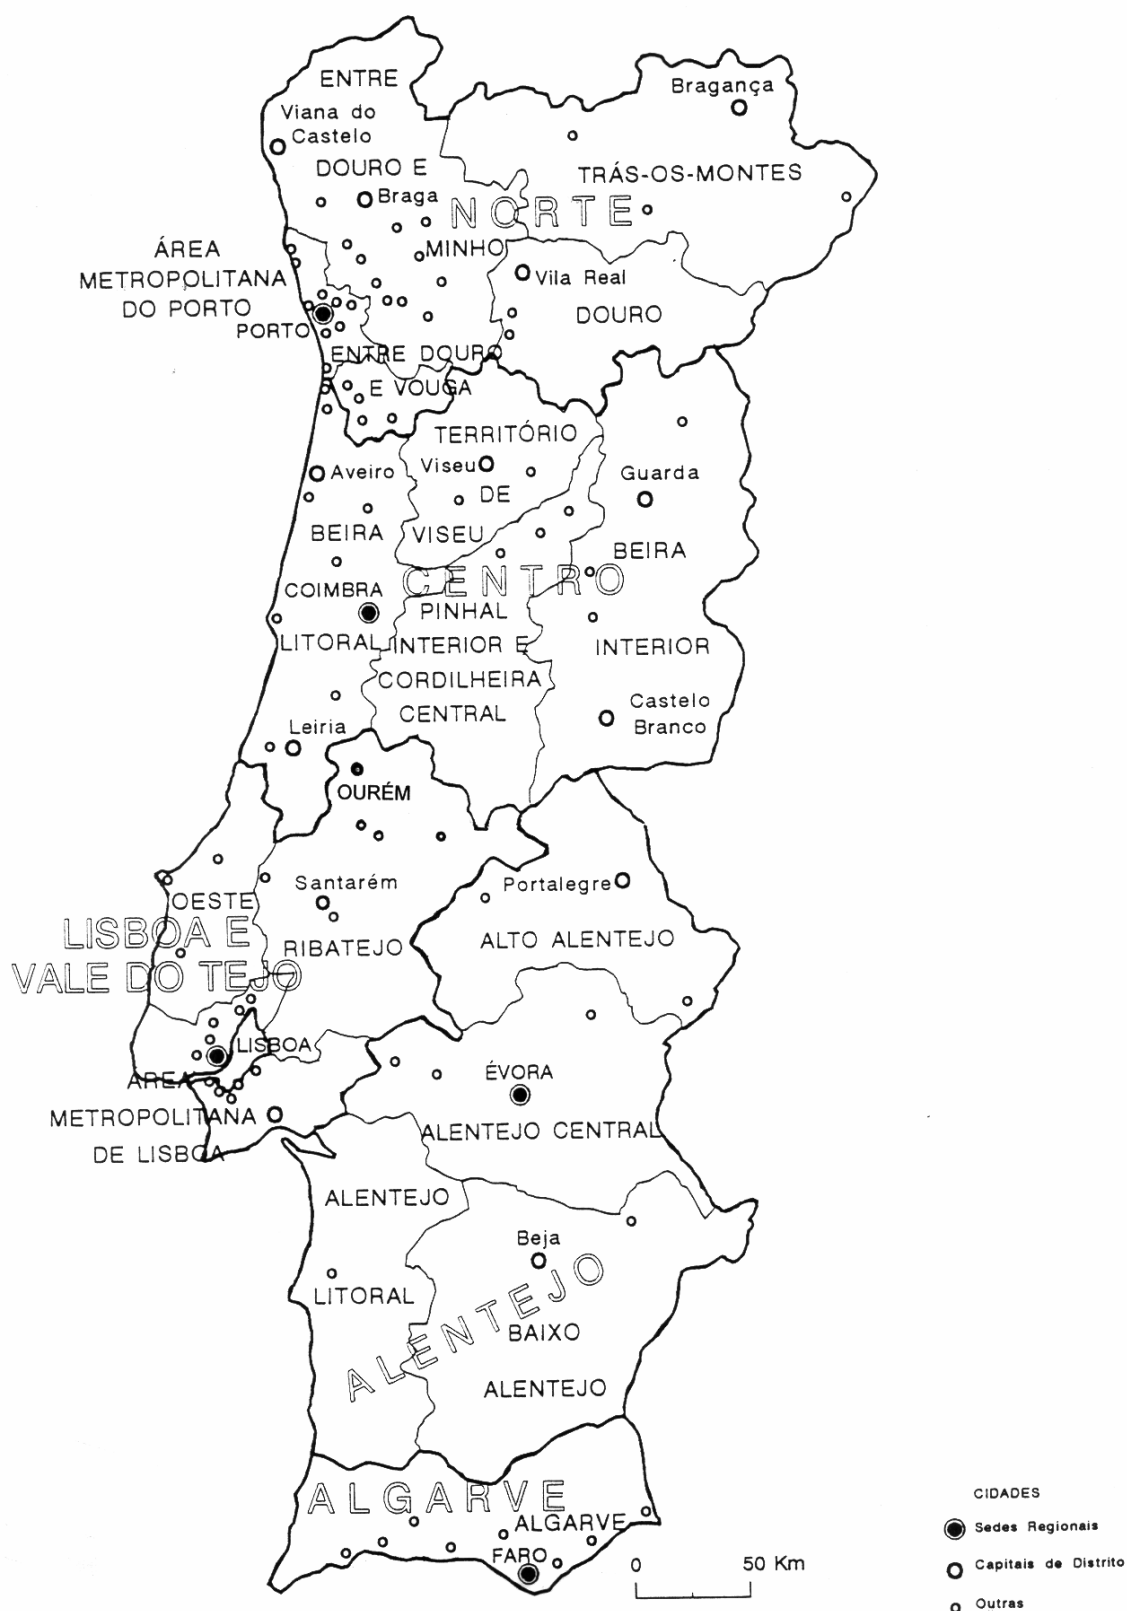 ENTRE
Bragança
Viana do
Castelo
DOURO E
TRÁS-OS-MONTES
Braga
NORTE
ÁREA
METROPOLITANA
DO PORTO
MINHO
Vila Real
DOURO
PORTO
ENTRE DOURO
E VOUGA
TERRITÓRIO
Viseu
DE
VISEU
Aveiro
Guarda
BEIRA
BEIRA
CENTRO
COIMBRA
PINHAL
LITORAL
INTERIOR E
INTERIOR
CORDILHEIRA
CENTRAL
Castelo
Branco
Leiria
OURÉM
Santarém
Portalegre
OESTE
LISBOA E
VALE DO TEJO
RIBATEJO
ALTO ALENTEJO
LISBOA
ÁREA
METROPOLITANA
DE LISBOA
ÉVORA
ALENTEJO CENTRAL
ALENTEJO
LITORAL
Beja
ALENTEJO
BAIXO
ALENTEJO
ALGARVE
ALGARVE
FARO
0 50 Km
CIDADES
Sedes Regionais
Capitais de Distrito
Outras